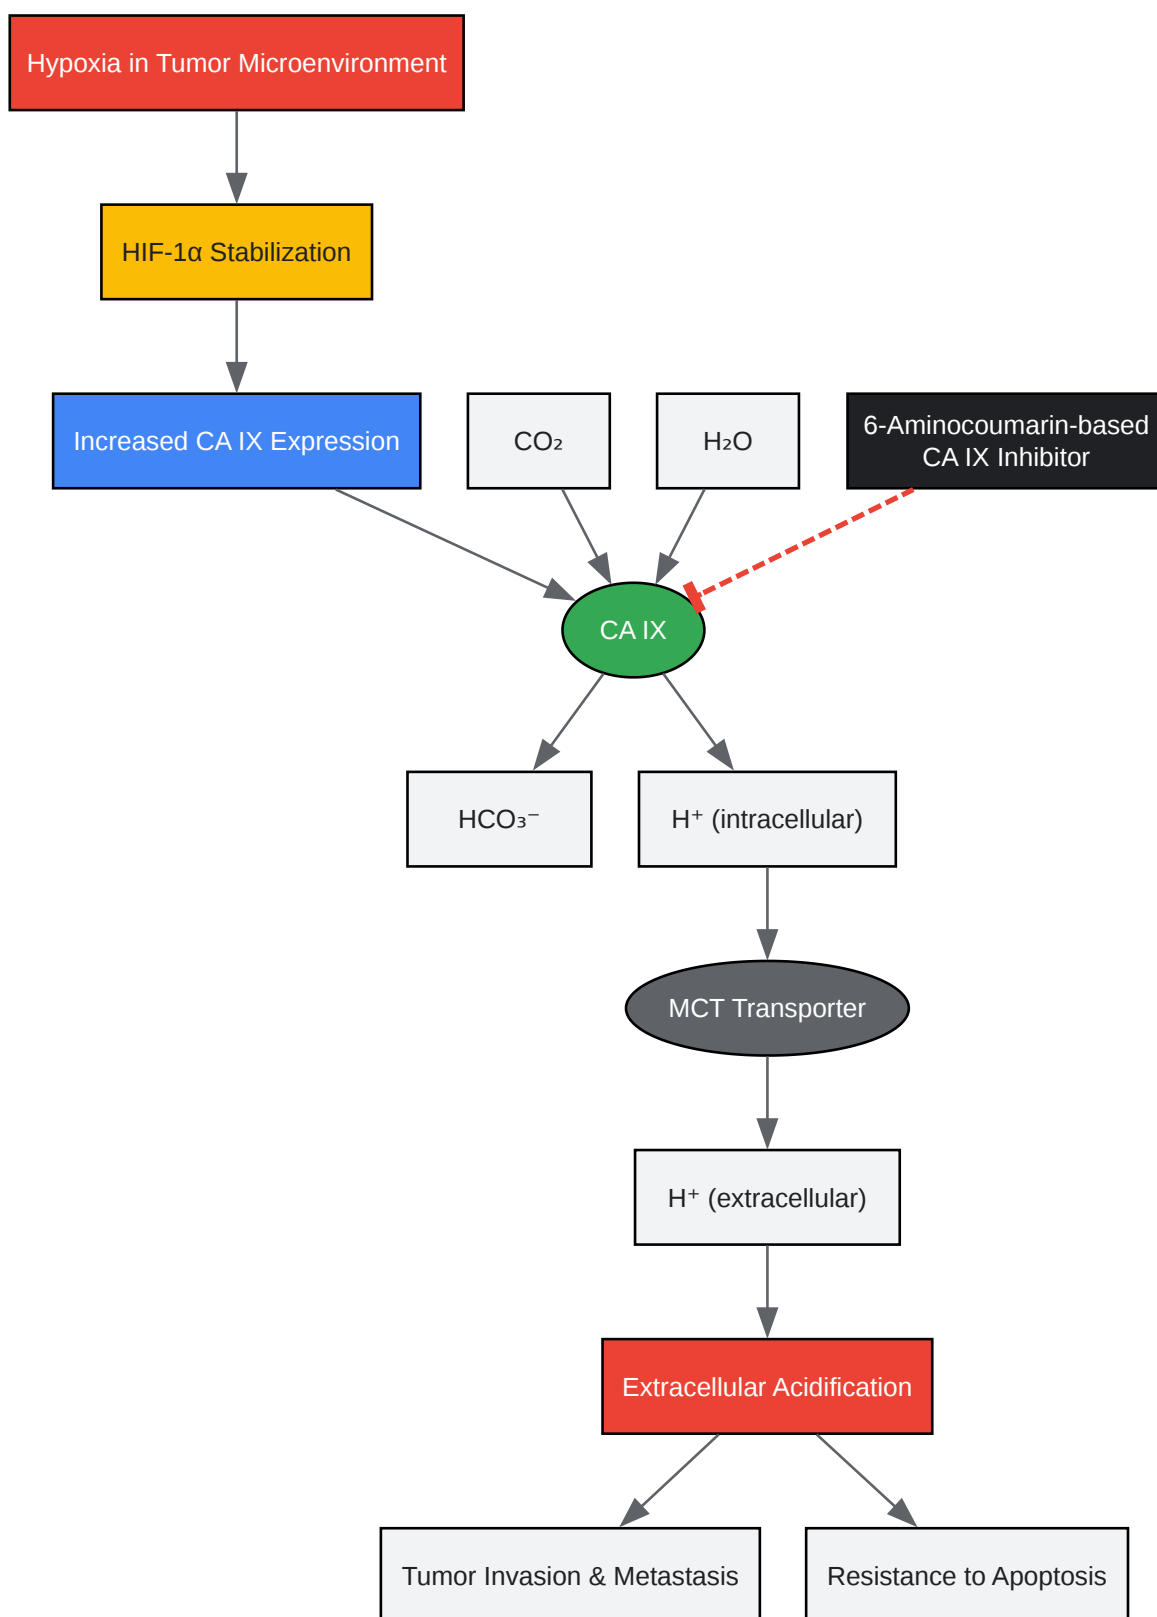 Hypoxia in Tumor Microenvironment
HIF-1α Stabilization
Increased CA IX Expression
CO₂
H₂O
6-Aminocoumarin-based
CA IX Inhibitor
CA IX
HCO₃⁻
H⁺ (intracellular)
MCT Transporter
H⁺ (extracellular)
Extracellular Acidification
Tumor Invasion & Metastasis
Resistance to Apoptosis